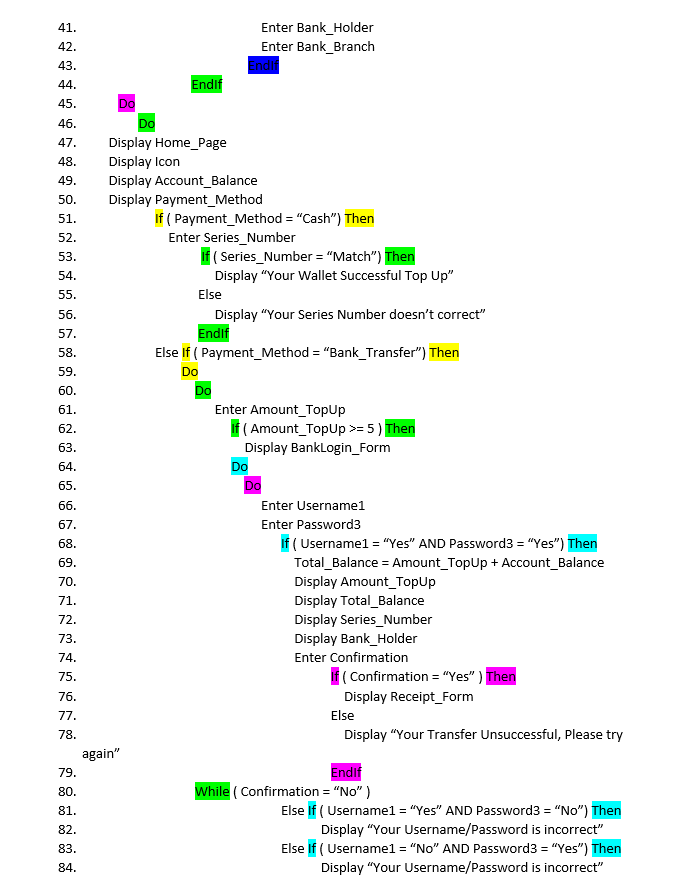 41. Enter Bank_Holder
42. Enter Bank_Branch
43. EndIf
44. EndIf
45. Do
46. Do
47. Display Home_Page
48. Display Icon
49. Display Account_Balance
50. Display Payment_Method
51. If ( Payment_Method = “Cash”) Then
52. Enter Series_Number
53. If ( Series_Number = “Match”) Then
54. Display “Your Wallet Successful Top Up”
55. Else
56. Display “Your Series Number doesn’t correct”
57. EndIf
58. Else If ( Payment_Method = “Bank_Transfer”) Then
59. Do
60. Do
61. Enter Amount_TopUp
62. If ( Amount_TopUp >= 5 ) Then
63. Display BankLogin_Form
64. Do
65. Do
66. Enter Username1
67. Enter Password3
68. If ( Username1 = “Yes” AND Password3 = “Yes”) Then
69. Total_Balance = Amount_TopUp + Account_Balance
70. Display Amount_TopUp
71. Display Total_Balance
72. Display Series_Number
73. Display Bank_Holder
74. Enter Confirmation
75. If ( Confirmation = “Yes” ) Then
76. Display Receipt_Form
77. Else
78. Display “Your Transfer Unsuccessful, Please try
again”
79. EndIf
80. While ( Confirmation = “No” )
81. Else If ( Username1 = “Yes” AND Password3 = “No”) Then
82. Display “Your Username/Password is incorrect”
83. Else If ( Username1 = “No” AND Password3 = “Yes”) Then
84. Display “Your Username/Password is incorrect”